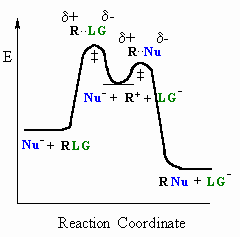 δ+ δ-
R··LG δ+ δ-
‡ R··Nu
E ‡
Nu⁻ + R⁺ + LG⁻
Nu⁻ + RLG
RNu + LG⁻
Reaction Coordinate